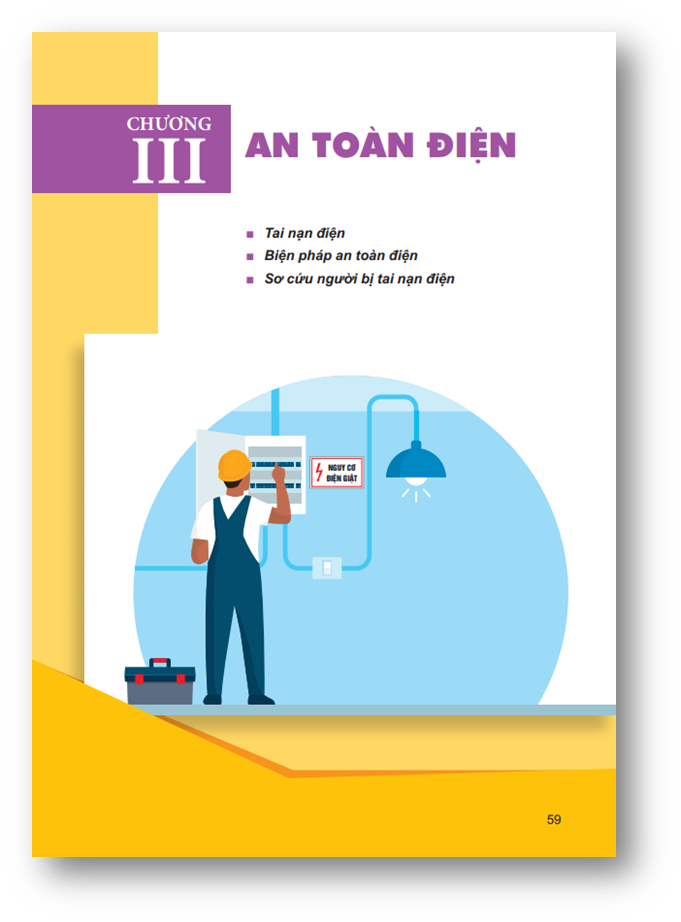 CHƯƠNG
III
AN TOÀN ĐIỆN
Tai nạn điện
Biện pháp an toàn điện
Sơ cứu người bị tai nạn điện
NGUY CƠ
ĐIỆN GIẬT
59